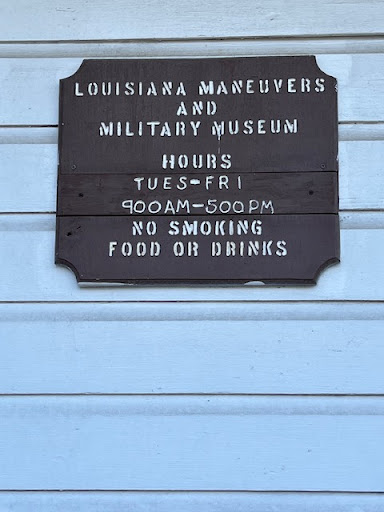 LOUISIANA MANEUVERS
AND
MILITARY MUSEUM
HOURS
TUES-FRI
900AM-500PM
NO SMOKING
FOOD OR DRINKS